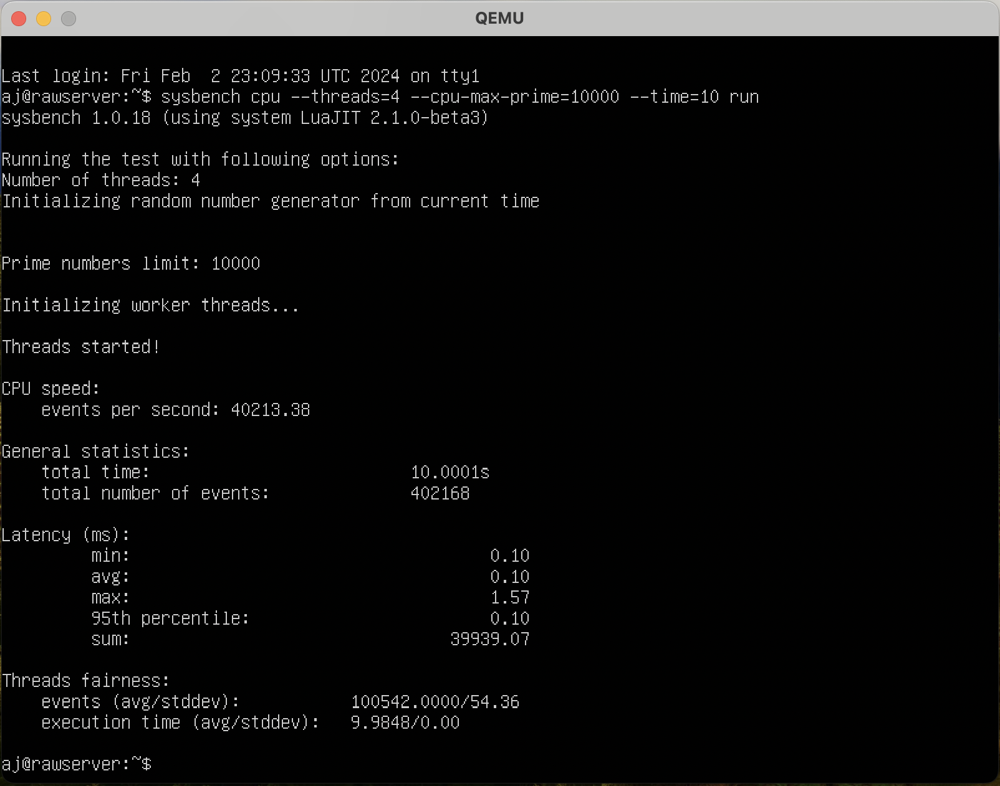 QEMU
Last login: Fri Feb  2 23:09:33 UTC 2024 on tty1
aj@rawserver:~$ sysbench cpu --threads=4 --cpu-max-prime=10000 --time=10 run
sysbench 1.0.18 (using system LuaJIT 2.1.0-beta3)
Running the test with following options:
Number of threads: 4
Initializing random number generator from current time
Prime numbers limit: 10000
Initializing worker threads...
Threads started!
CPU speed:
    events per second: 40213.38
General statistics:
    total time:                          10.0001s
    total number of events:              402168
Latency (ms):
         min:                                    0.10
         avg:                                    0.10
         max:                                    1.57
         95th percentile:                        0.10
         sum:                                39939.07
Threads fairness:
    events (avg/stddev):           100542.0000/54.36
    execution time (avg/stddev):   9.9848/0.00
aj@rawserver:~$